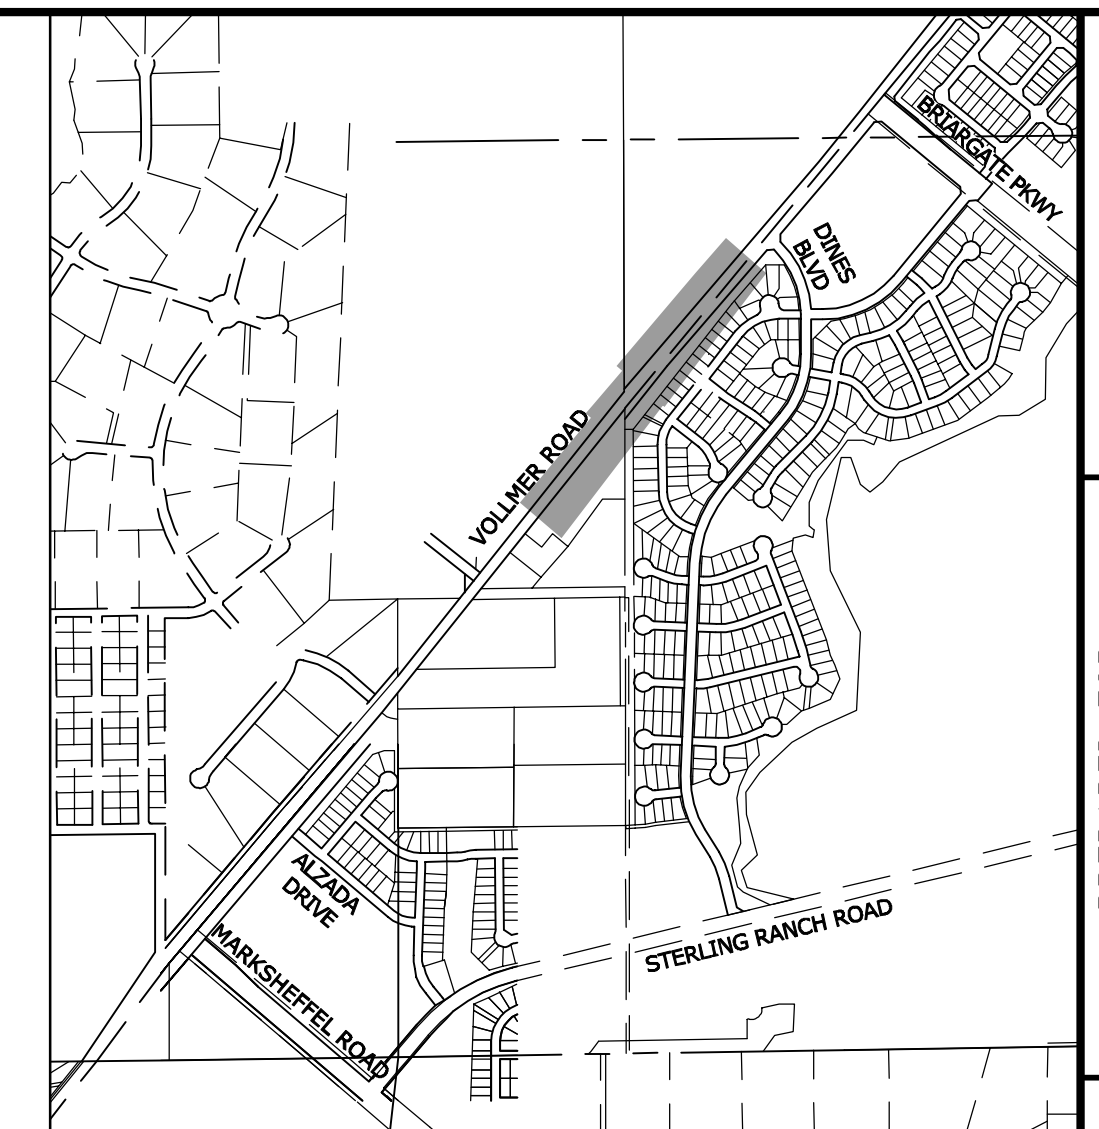 BRIARGATE PKWY
DINES
BLVD
VOLLMER ROAD
ALZADA
DRIVE
STERLING RANCH ROAD
MARKSHEFFEL ROAD